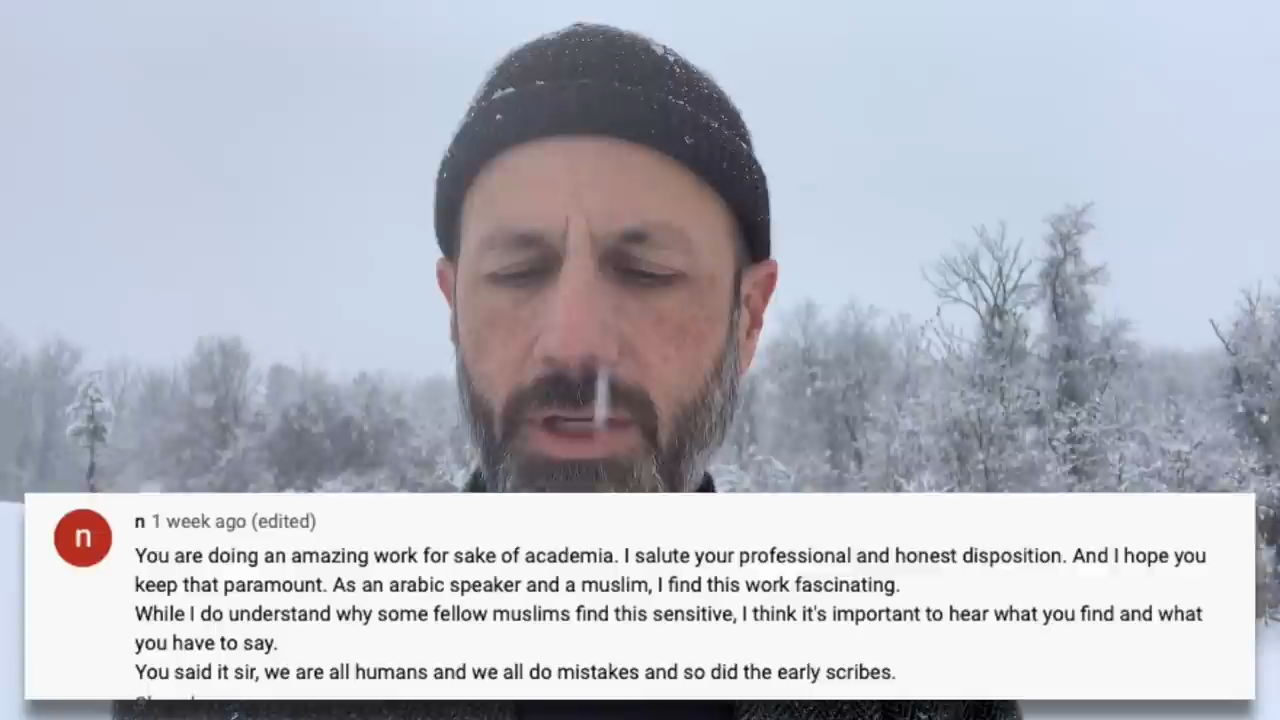 n
n 1 week ago (edited)
You are doing an amazing work for sake of academia. I salute your professional and honest disposition. And I hope you
keep that paramount. As an arabic speaker and a muslim, I find this work fascinating.
While I do understand why some fellow muslims find this sensitive, I think it's important to hear what you find and what
you have to say.
You said it sir, we are all humans and we all do mistakes and so did the early scribes.